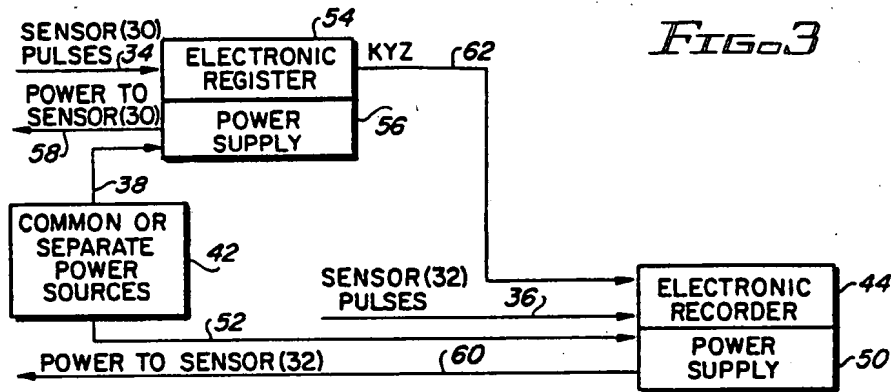 FIG.3
54
SENSOR(30)
PULSES 34
ELECTRONIC
REGISTER
KYZ
62
POWER TO
SENSOR(30)
58
POWER
SUPPLY
56
38
COMMON OR
SEPARATE
POWER
SOURCES
42
SENSOR(32)
PULSES
36
ELECTRONIC
RECORDER
44
52
POWER TO SENSOR(32)
60
POWER
SUPPLY
50